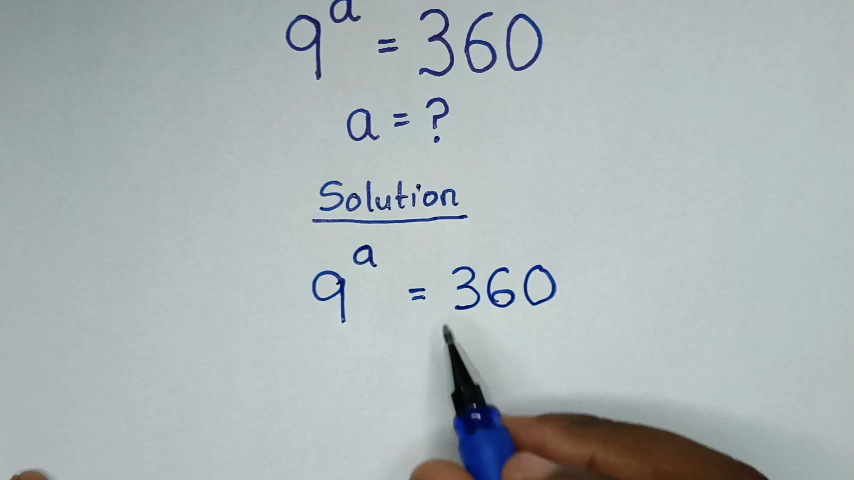 9^a = 360
a = ?
Solution
9^a = 360